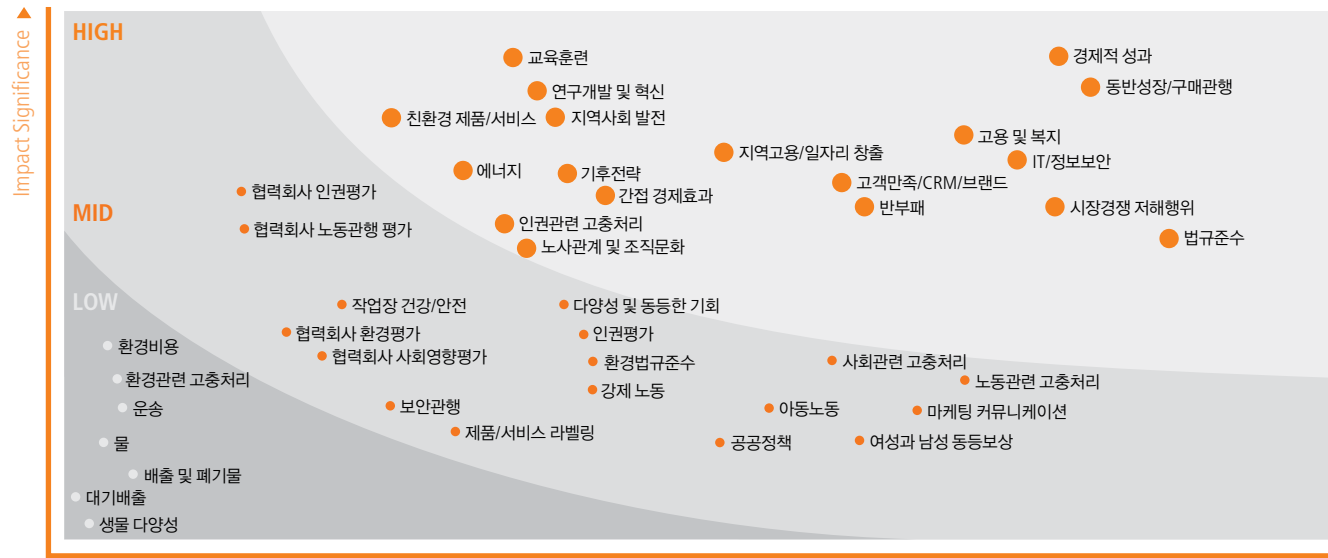 Impact Significance
HIGH
교육훈련
경제적 성과
연구개발 및 혁신
동반성장/구매관행
친환경 제품/서비스
지역사회 발전
고용 및 복지
지역고용/일자리 창출
IT/정보보안
에너지
기후전략
고객만족/CRM/브랜드
협력회사 인권평가
간접 경제효과
반부패
시장경쟁 저해행위
MID
인권관련 고충처리
협력회사 노동관행 평가
법규준수
노사관계 및 조직문화
LOW
작업장 건강/안전
다양성 및 동등한 기회
협력회사 환경평가
인권평가
환경비용
협력회사 사회영향평가
환경법규준수
사회관련 고충처리
환경관련 고충처리
노동관련 고충처리
강제 노동
운송
보안관행
아동노동
마케팅 커뮤니케이션
제품/서비스 라벨링
물
공공정책
여성과 남성 동등보상
배출 및 폐기물
대기배출
생물 다양성